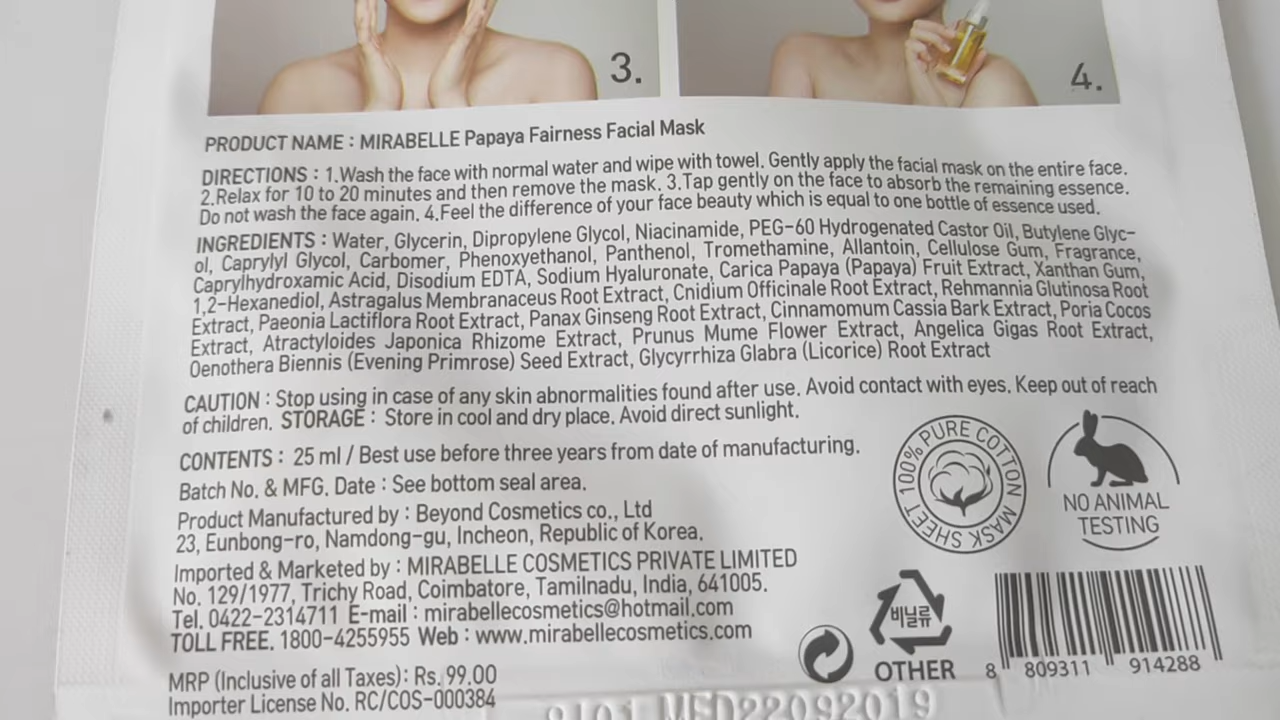 3.
4.
PRODUCT NAME : MIRABELLE Papaya Fairness Facial Mask
DIRECTIONS : 1.Wash the face with normal water and wipe with towel. Gently apply the facial mask on the entire face.
2.Relax for 10 to 20 minutes and then remove the mask. 3.Tap gently on the face to absorb the remaining essence.
Do not wash the face again. 4.Feel the difference of your face beauty which is equal to one bottle of essence used.
INGREDIENTS : Water, Glycerin, Dipropylene Glycol, Niacinamide, PEG-60 Hydrogenated Castor Oil, Butylene Glyc-
ol, Caprylyl Glycol, Carbomer, Phenoxyethanol, Panthenol, Tromethamine, Allantoin, Cellulose Gum, Fragrance,
Caprylhydroxamic Acid, Disodium EDTA, Sodium Hyaluronate, Carica Papaya (Papaya) Fruit Extract, Xanthan Gum,
1,2-Hexanediol, Astragalus Membranaceus Root Extract, Cnidium Officinale Root Extract, Rehmannia Glutinosa Root
Extract, Paeonia Lactiflora Root Extract, Panax Ginseng Root Extract, Cinnamomum Cassia Bark Extract, Poria Cocos
Extract, Atractyloides Japonica Rhizome Extract, Prunus Mume Flower Extract, Angelica Gigas Root Extract,
Oenothera Biennis (Evening Primrose) Seed Extract, Glycyrrhiza Glabra (Licorice) Root Extract
CAUTION : Stop using in case of any skin abnormalities found after use. Avoid contact with eyes. Keep out of reach
of children. STORAGE : Store in cool and dry place. Avoid direct sunlight.
CONTENTS : 25 ml / Best use before three years from date of manufacturing.
Batch No. & MFG. Date : See bottom seal area.
Product Manufactured by : Beyond Cosmetics co., Ltd
23, Eunbong-ro, Namdong-gu, Incheon, Republic of Korea.
Imported & Marketed by : MIRABELLE COSMETICS PRIVATE LIMITED
No. 129/1977, Trichy Road, Coimbatore, Tamilnadu, India, 641005.
Tel. 0422-2314711 E-mail : mirabellecosmetics@hotmail.com
TOLL FREE. 1800-4255955 Web : www.mirabellecosmetics.com
MRP (Inclusive of all Taxes): Rs. 99.00
Importer License No. RC/COS-000384
100% PURE COTTON MASK SHEET
NO ANIMAL
TESTING
비닐류
OTHER
8 809311 914288
MFD22092019